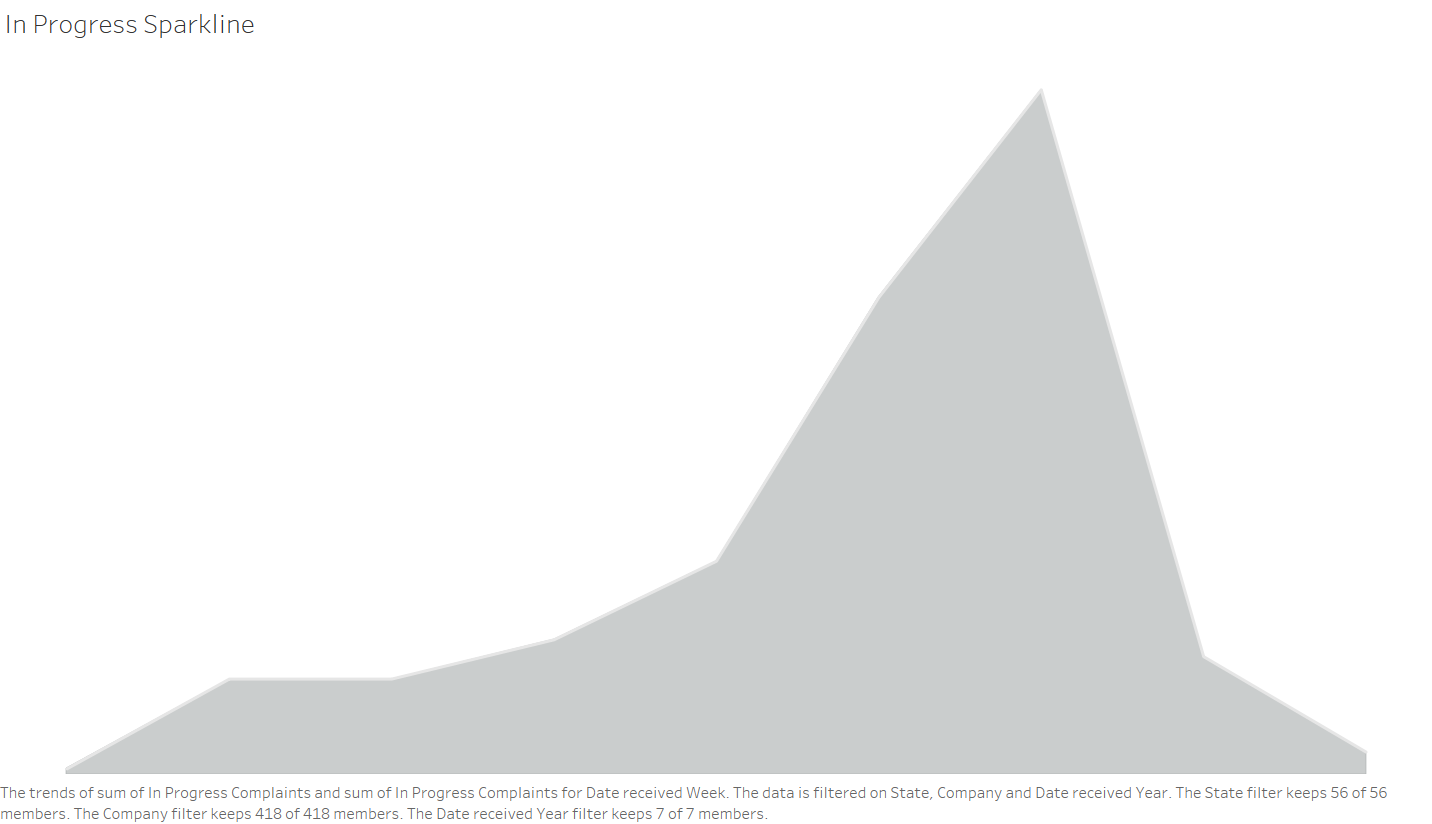 In Progress Sparkline
The trends of sum of In Progress Complaints and sum of In Progress Complaints for Date received Week. The data is filtered on State, Company and Date received Year. The State filter keeps 56 of 56
members. The Company filter keeps 418 of 418 members. The Date received Year filter keeps 7 of 7 members.